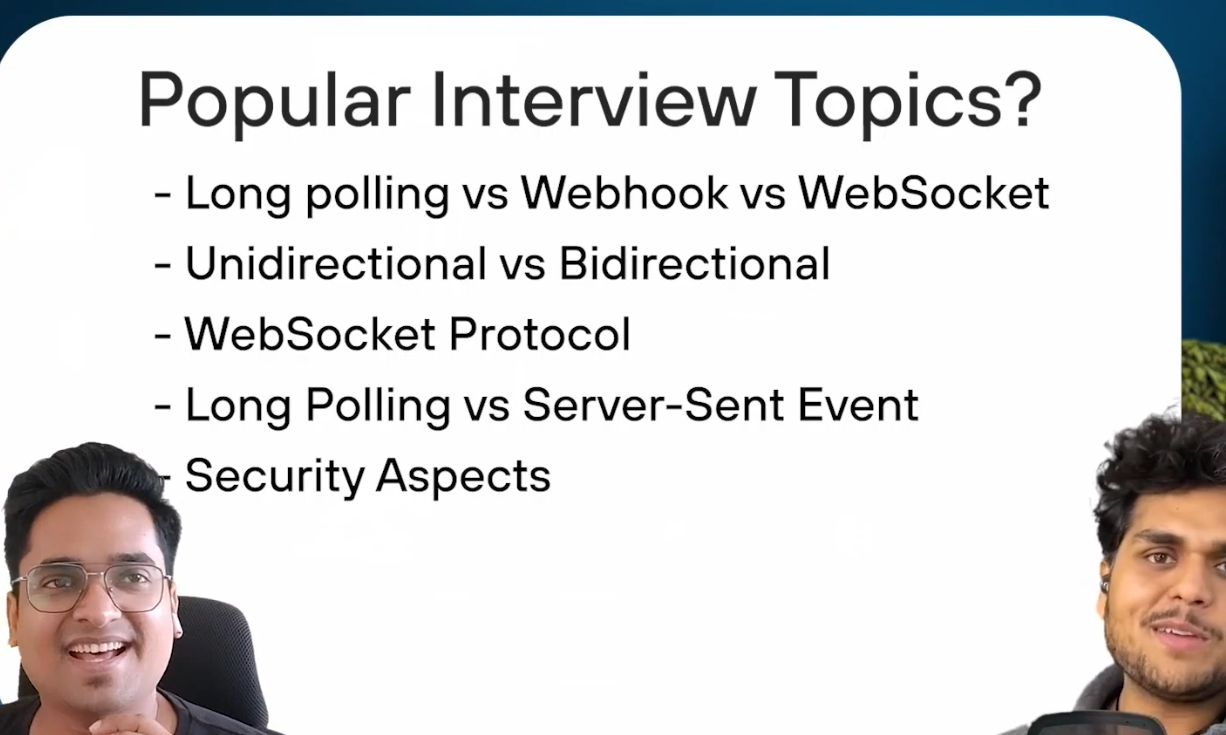 Popular Interview Topics?
- Long polling vs Webhook vs WebSocket
- Unidirectional vs Bidirectional
- WebSocket Protocol
- Long Polling vs Server-Sent Event
- Security Aspects